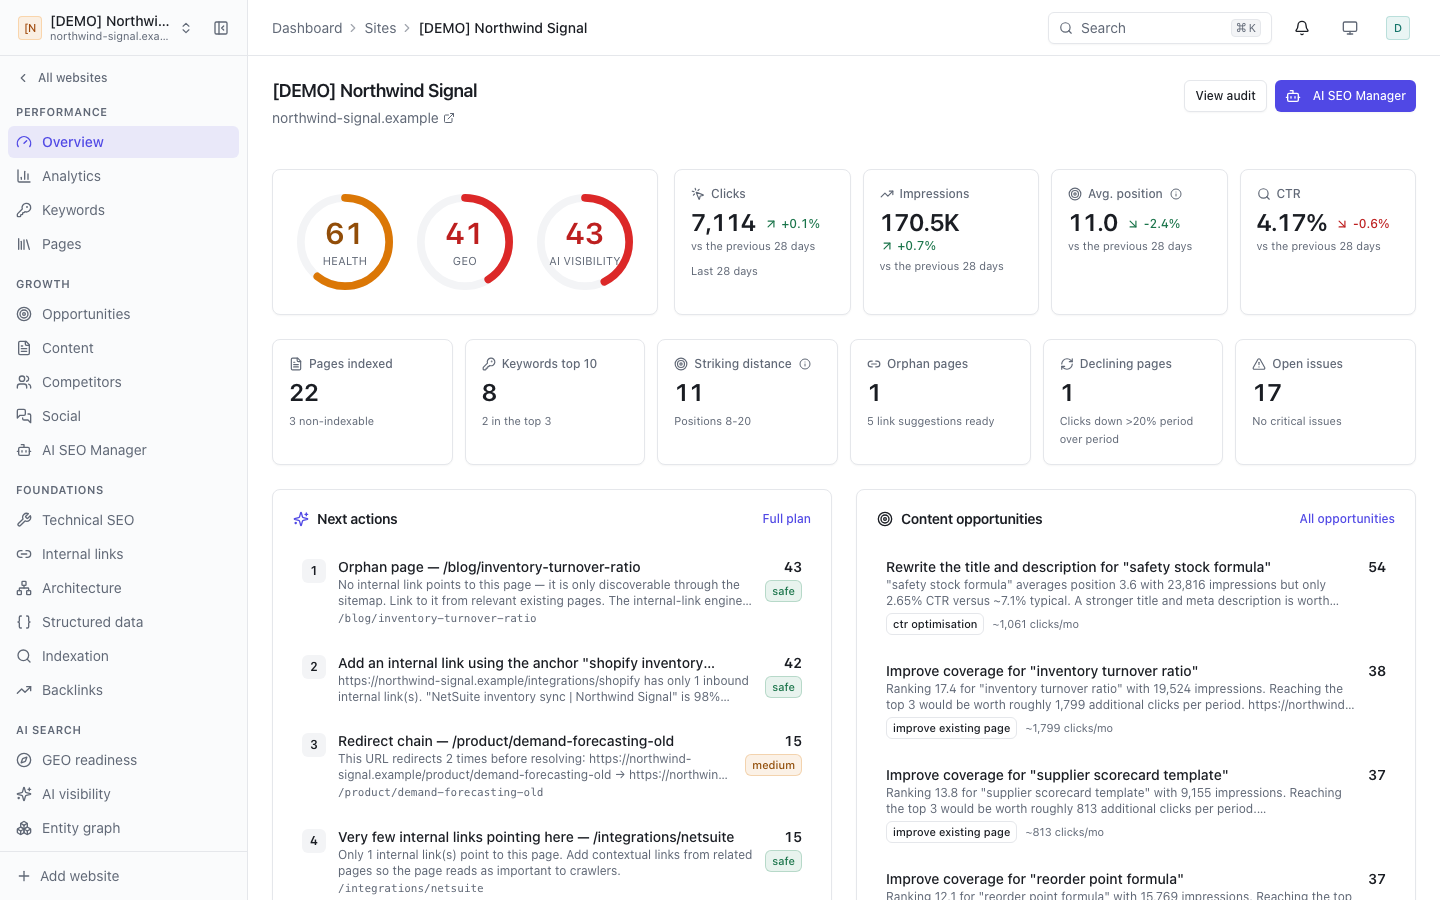 [N
[DEMO] Northwi...
northwind-signal.exa...
Dashboard
Sites
[DEMO] Northwind Signal
Search
⌘ K
D
All websites
PERFORMANCE
Overview
Analytics
Keywords
Pages
GROWTH
Opportunities
Content
Competitors
Social
AI SEO Manager
FOUNDATIONS
Technical SEO
Internal links
Architecture
Structured data
Indexation
Backlinks
AI SEARCH
GEO readiness
AI visibility
Entity graph
Add website
[DEMO] Northwind Signal
northwind-signal.example
View audit
AI SEO Manager
61
HEALTH
41
GEO
43
AI VISIBILITY
Clicks
7,114 +0.1%
vs the previous 28 days
Last 28 days
Impressions
170.5K
+0.7%
vs the previous 28 days
Avg. position
11.0 -2.4%
vs the previous 28 days
CTR
4.17% -0.6%
vs the previous 28 days
Pages indexed
22
3 non-indexable
Keywords top 10
8
2 in the top 3
Striking distance
11
Positions 8–20
Orphan pages
1
5 link suggestions ready
Declining pages
1
Clicks down >20% period
over period
Open issues
17
No critical issues
Next actions
Full plan
1
Orphan page — /blog/inventory-turnover-ratio
43
No internal link points to this page — it is only discoverable through the
sitemap. Link to it from relevant existing pages. The internal-link engine...
safe
/blog/inventory-turnover-ratio
2
Add an internal link using the anchor "shopify inventory...
42
https://northwind-signal.example/integrations/shopify has only 1 inbound
internal link(s). "NetSuite inventory sync | Northwind Signal" is 98%...
safe
3
Redirect chain — /product/demand-forecasting-old
15
This URL redirects 2 times before resolving: https://northwind-
signal.example/product/demand-forecasting-old → https://northwin...
medium
/product/demand-forecasting-old
4
Very few internal links pointing here — /integrations/netsuite
15
Only 1 internal link(s) point to this page. Add contextual links from related
pages so the page reads as important to crawlers.
safe
/integrations/netsuite
Content opportunities
All opportunities
Rewrite the title and description for "safety stock formula"
54
"safety stock formula" averages position 3.6 with 23,816 impressions but only
2.65% CTR versus ~7.1% typical. A stronger title and meta description is worth...
ctr optimisation
~1,061 clicks/mo
Improve coverage for "inventory turnover ratio"
38
Ranking 17.4 for "inventory turnover ratio" with 19,524 impressions. Reaching the
top 3 would be worth roughly 1,799 additional clicks per period. https://northwind...
improve existing page
~1,799 clicks/mo
Improve coverage for "supplier scorecard template"
37
Ranking 13.8 for "supplier scorecard template" with 9,155 impressions. Reaching
the top 3 would be worth roughly 813 additional clicks per period....
improve existing page
~813 clicks/mo
Improve coverage for "reorder point formula"
37
Ranking 12.1 for "reorder point formula" with 15,769 impressions. Reaching the top